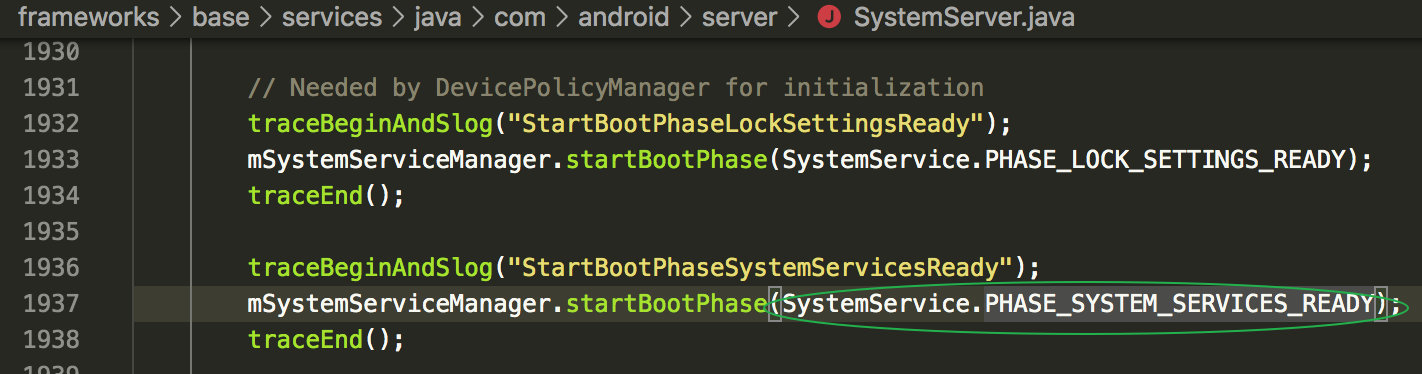 frameworks > base > services > java > com > android > server > J SystemServer.java
1930
1931 // Needed by DevicePolicyManager for initialization
1932 traceBeginAndSlog("StartBootPhaseLockSettingsReady");
1933 mSystemServiceManager.startBootPhase(SystemService.PHASE_LOCK_SETTINGS_READY);
1934 traceEnd();
1935
1936 traceBeginAndSlog("StartBootPhaseSystemServicesReady");
1937 mSystemServiceManager.startBootPhase(SystemService.PHASE_SYSTEM_SERVICES_READY);
1938 traceEnd();
1939